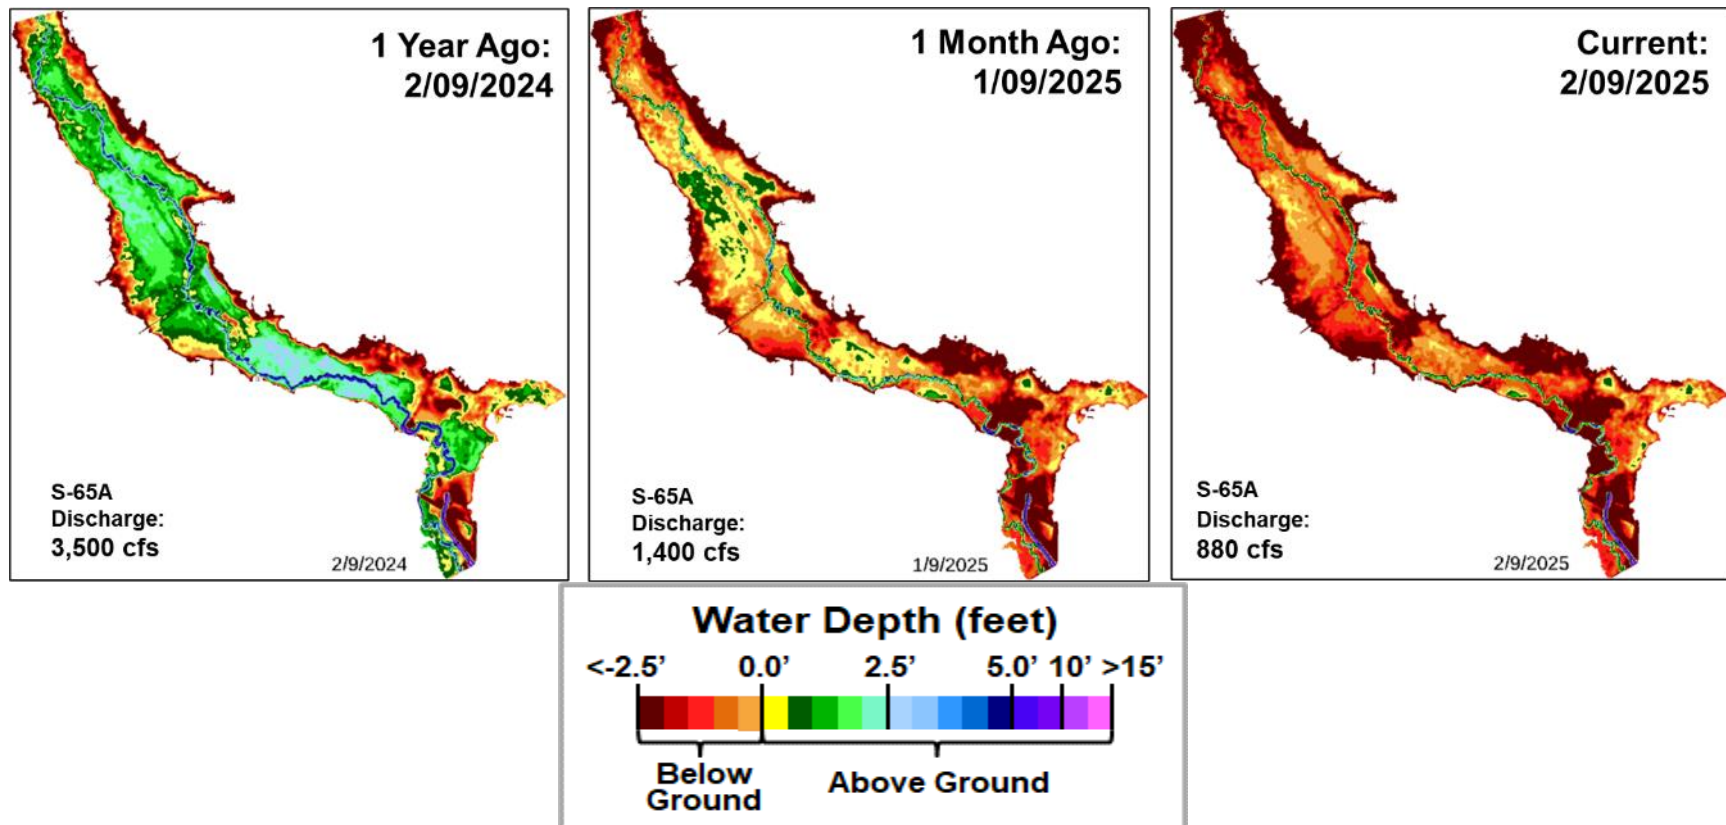 1 Year Ago:
2/09/2024
S-65A
Discharge:
3,500 cfs
2/9/2024
1 Month Ago:
1/09/2025
S-65A
Discharge:
1,400 cfs
1/9/2025
Current:
2/09/2025
S-65A
Discharge:
880 cfs
2/9/2025
Water Depth (feet)
<-2.5’ 0.0’ 2.5’ 5.0’ 10’ >15’
Below
Ground
Above Ground